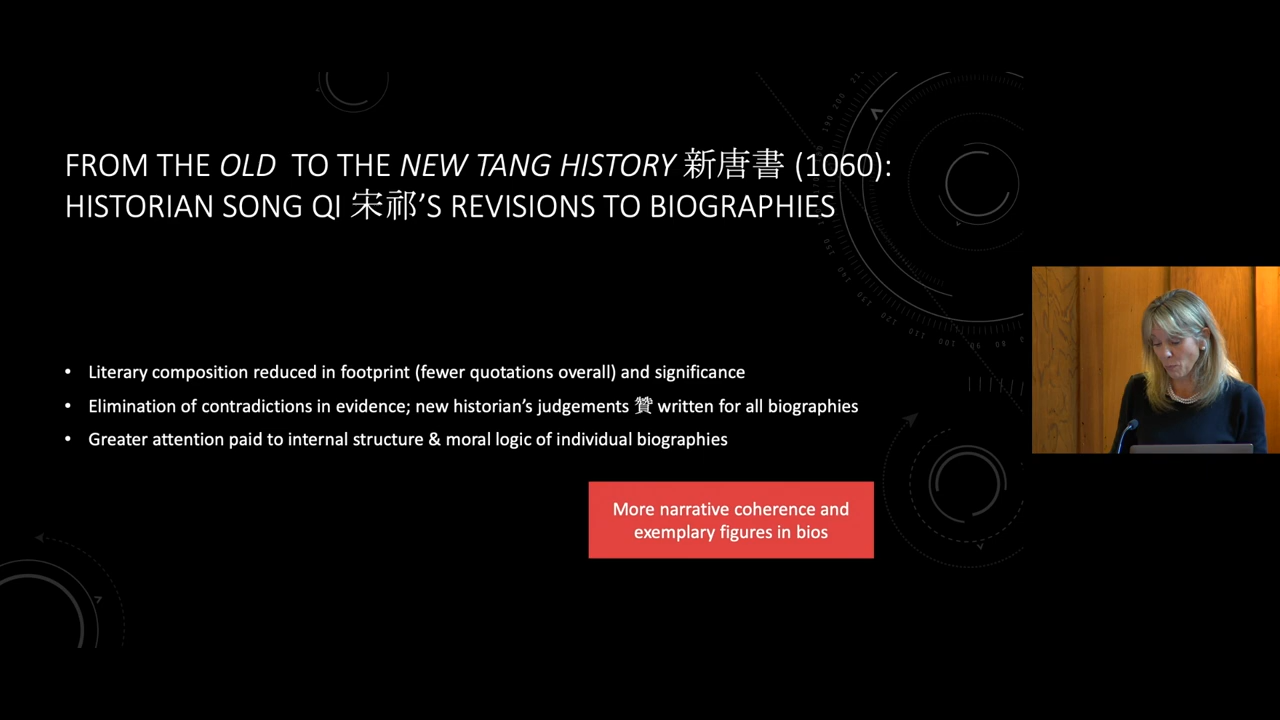 FROM THE OLD TO THE NEW TANG HISTORY 新唐書 (1060):
HISTORIAN SONG QI 宋祁’S REVISIONS TO BIOGRAPHIES
• Literary composition reduced in footprint (fewer quotations overall) and significance
• Elimination of contradictions in evidence; new historian’s judgements 贊 written for all biographies
• Greater attention paid to internal structure & moral logic of individual biographies
More narrative coherence and
exemplary figures in bios